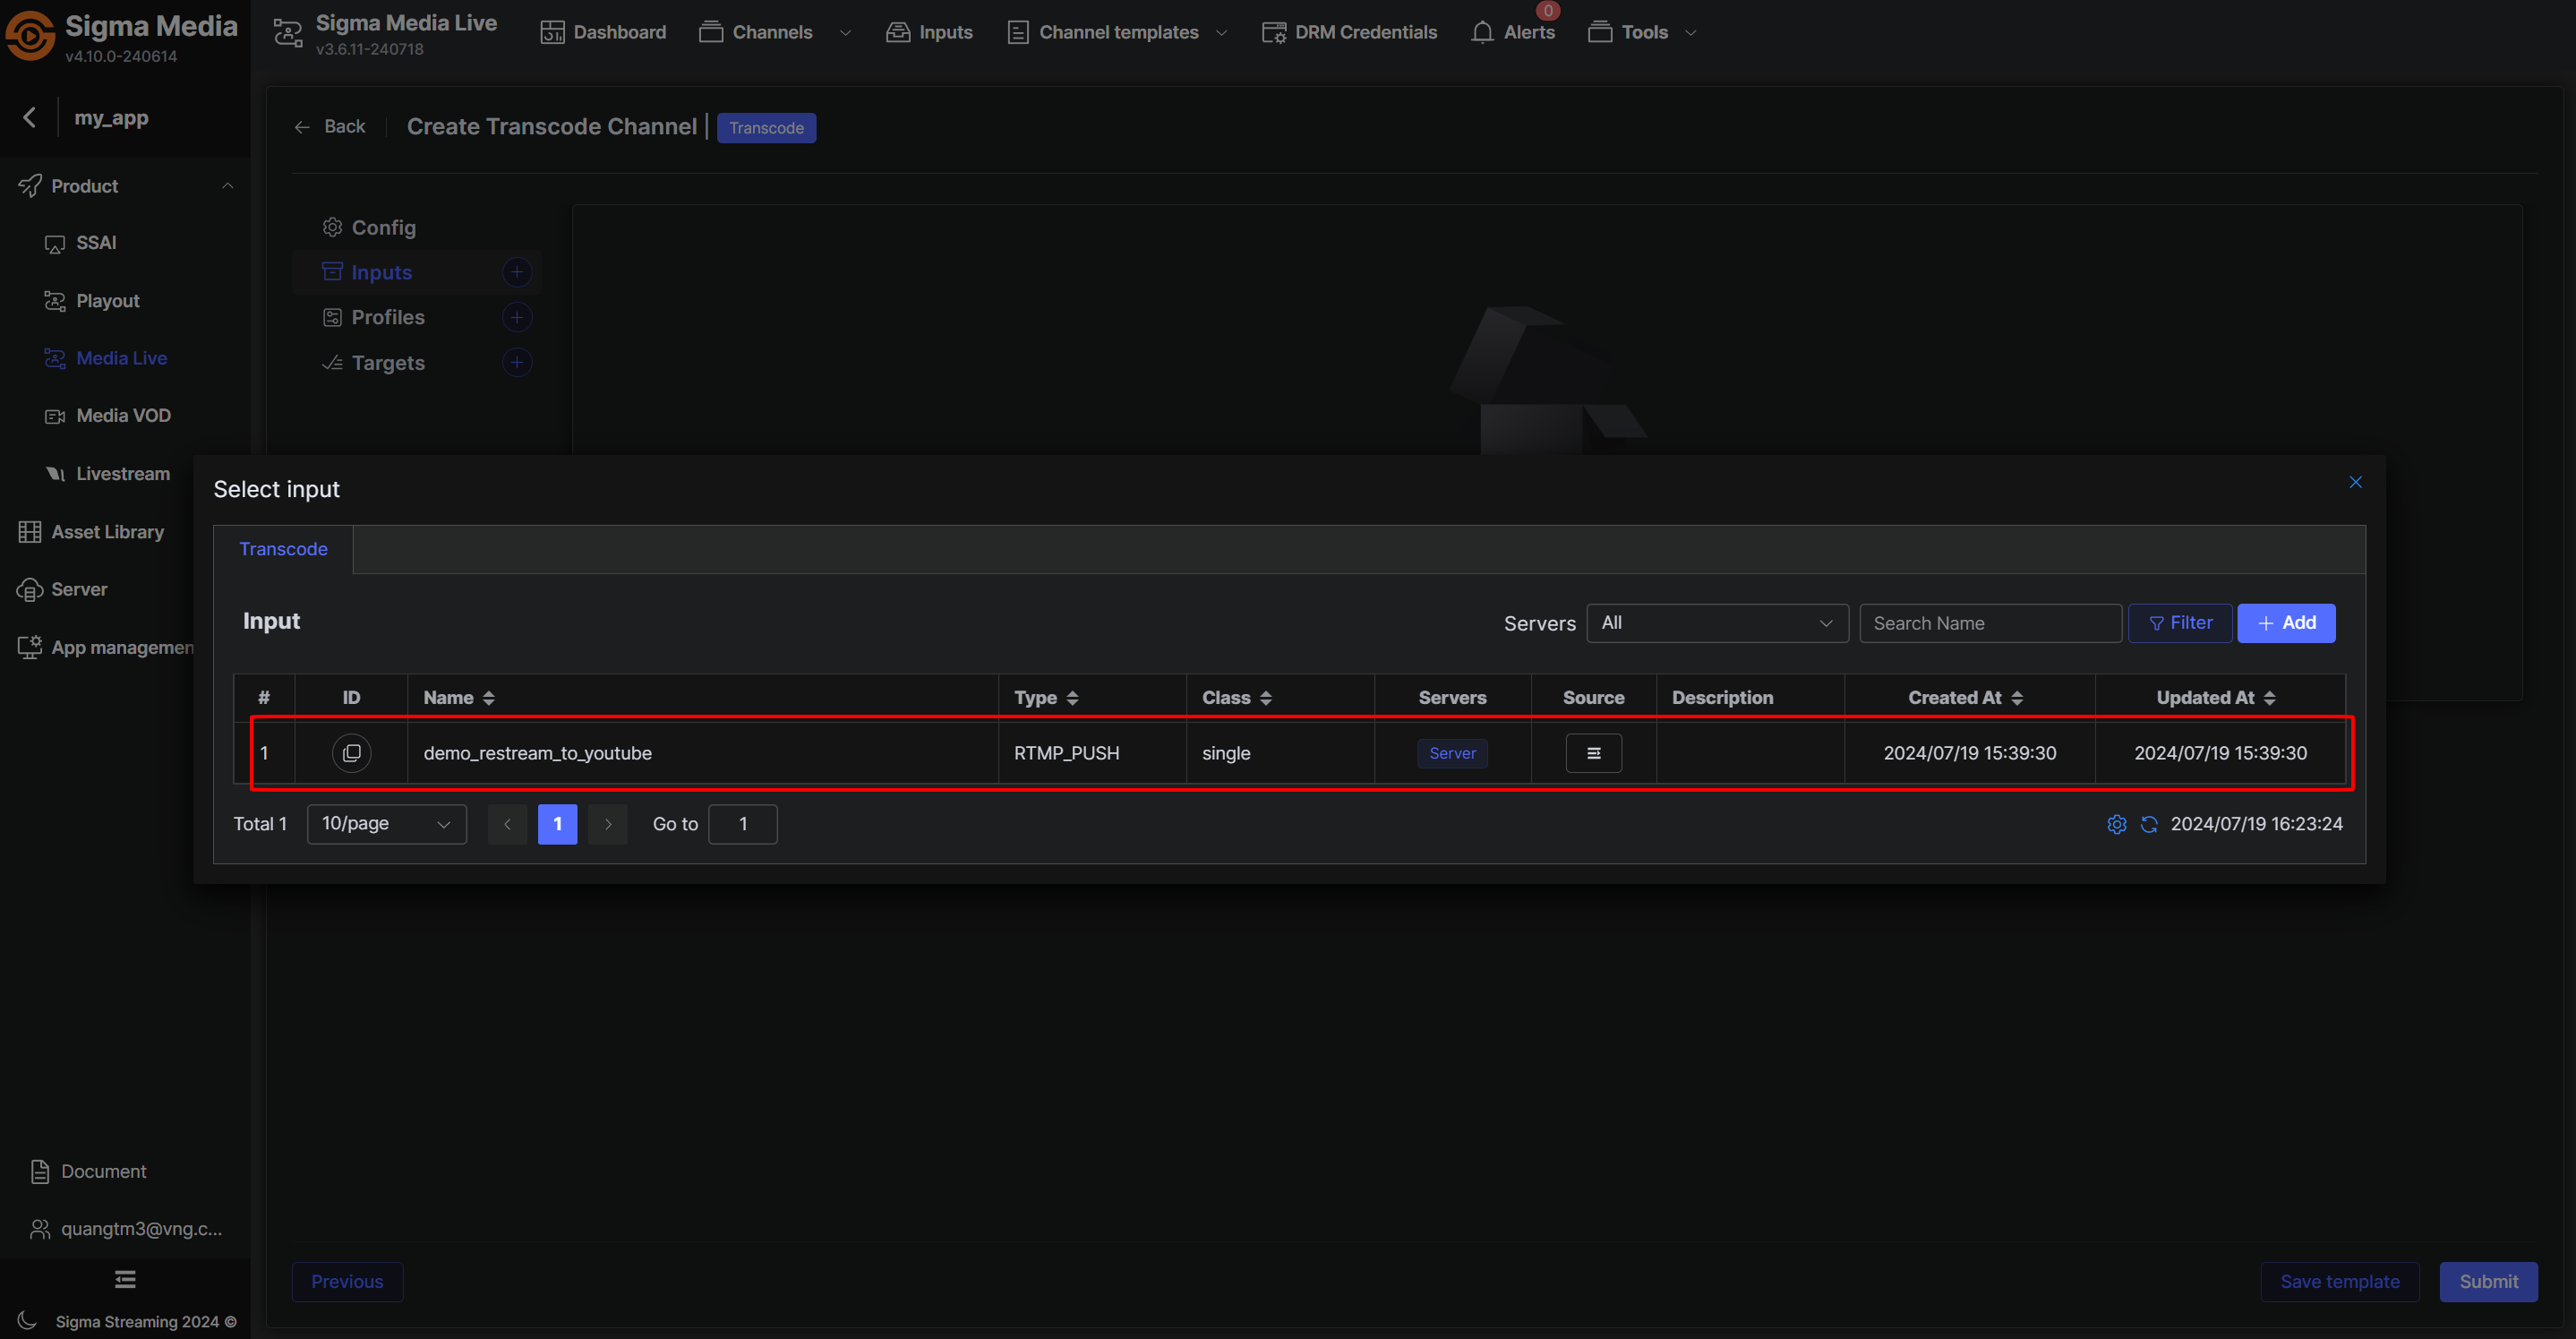 Sigma Media
v4.10.0-240614
Sigma Media Live
v3.6.11-240718
Dashboard
Channels
Inputs
Channel templates
DRM Credentials
0
Alerts
Tools
my_app
Back
Create Transcode Channel
Transcode
Product
SSAI
Playout
Media Live
Media VOD
Livestream
Asset Library
Server
App managemen
Config
Inputs
Profiles
Targets
Select input
Transcode
Input
Servers All Search Name Filter Add
# ID Name Type Class Servers Source Description Created At Updated At
1 demo_restream_to_youtube RTMP_PUSH single Server 2024/07/19 15:39:30 2024/07/19 15:39:30
Total 1 10/page 1 Go to 1 2024/07/19 16:23:24
Document
quangtm3@vng.c...
Previous
Save template
Submit
Sigma Streaming 2024 ©